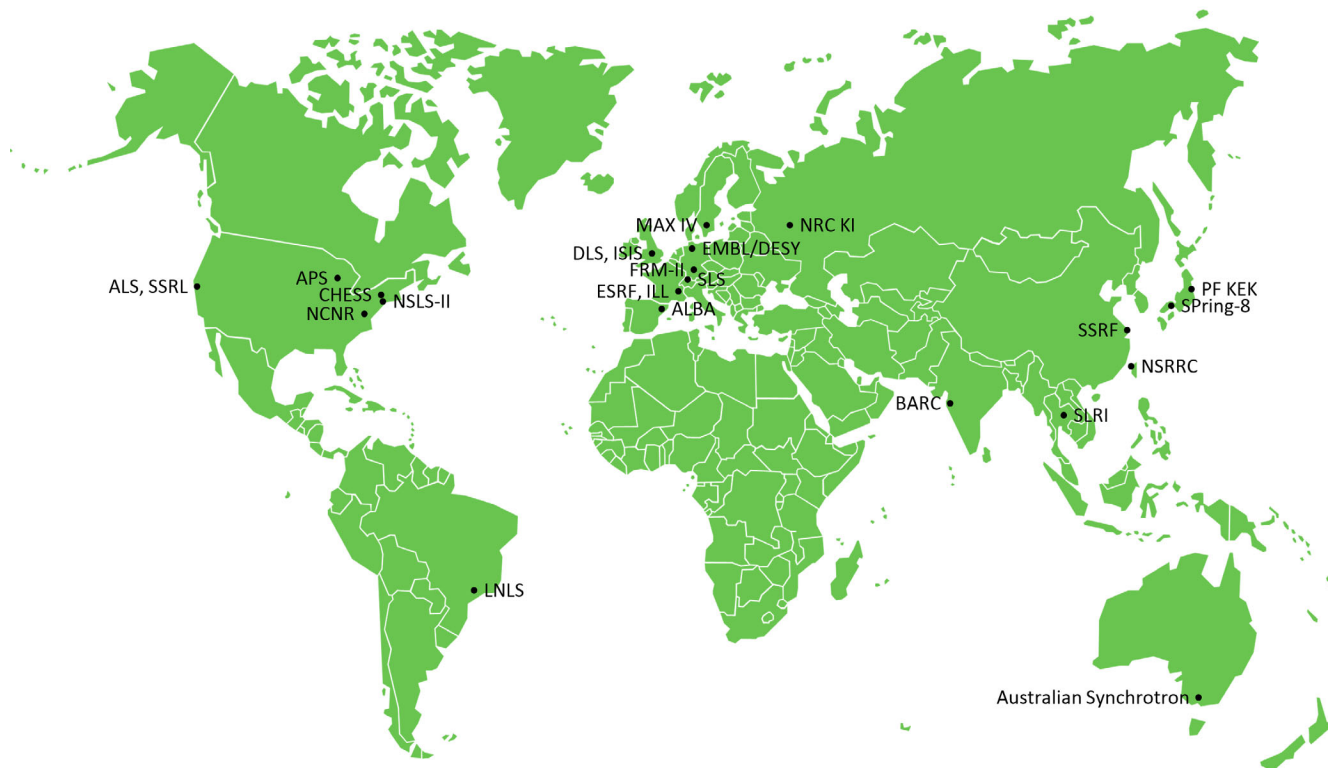 MAX IV
NRC KI
EMBL/DESY
DLS, ISIS
FRM-II
SLS
ESRF, ILL
ALBA
ALS, SSRL
APS
CHESS
NSLS-II
NCNR
PF KEK
SPring-8
SSRF
NSRRC
BARC
SLRI
LNLS
Australian Synchrotron